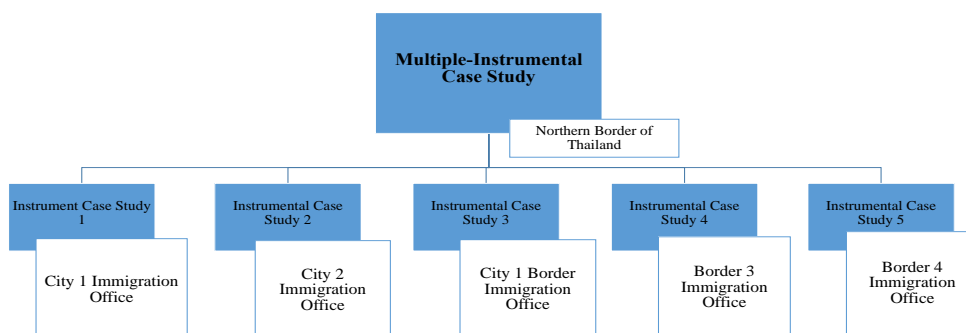 Multiple-Instrumental
Case Study
Northern Border of
Thailand
Instrument Case Study
1
Instrumental Case
Study 2
Instrumental Case
Study 3
Instrumental Case
Study 4
Instrumental Case
Study 5
City 1 Immigration
Office
City 2
Immigration
Office
City 1 Border
Immigration
Office
Border 3
Immigration
Office
Border 4
Immigration
Office